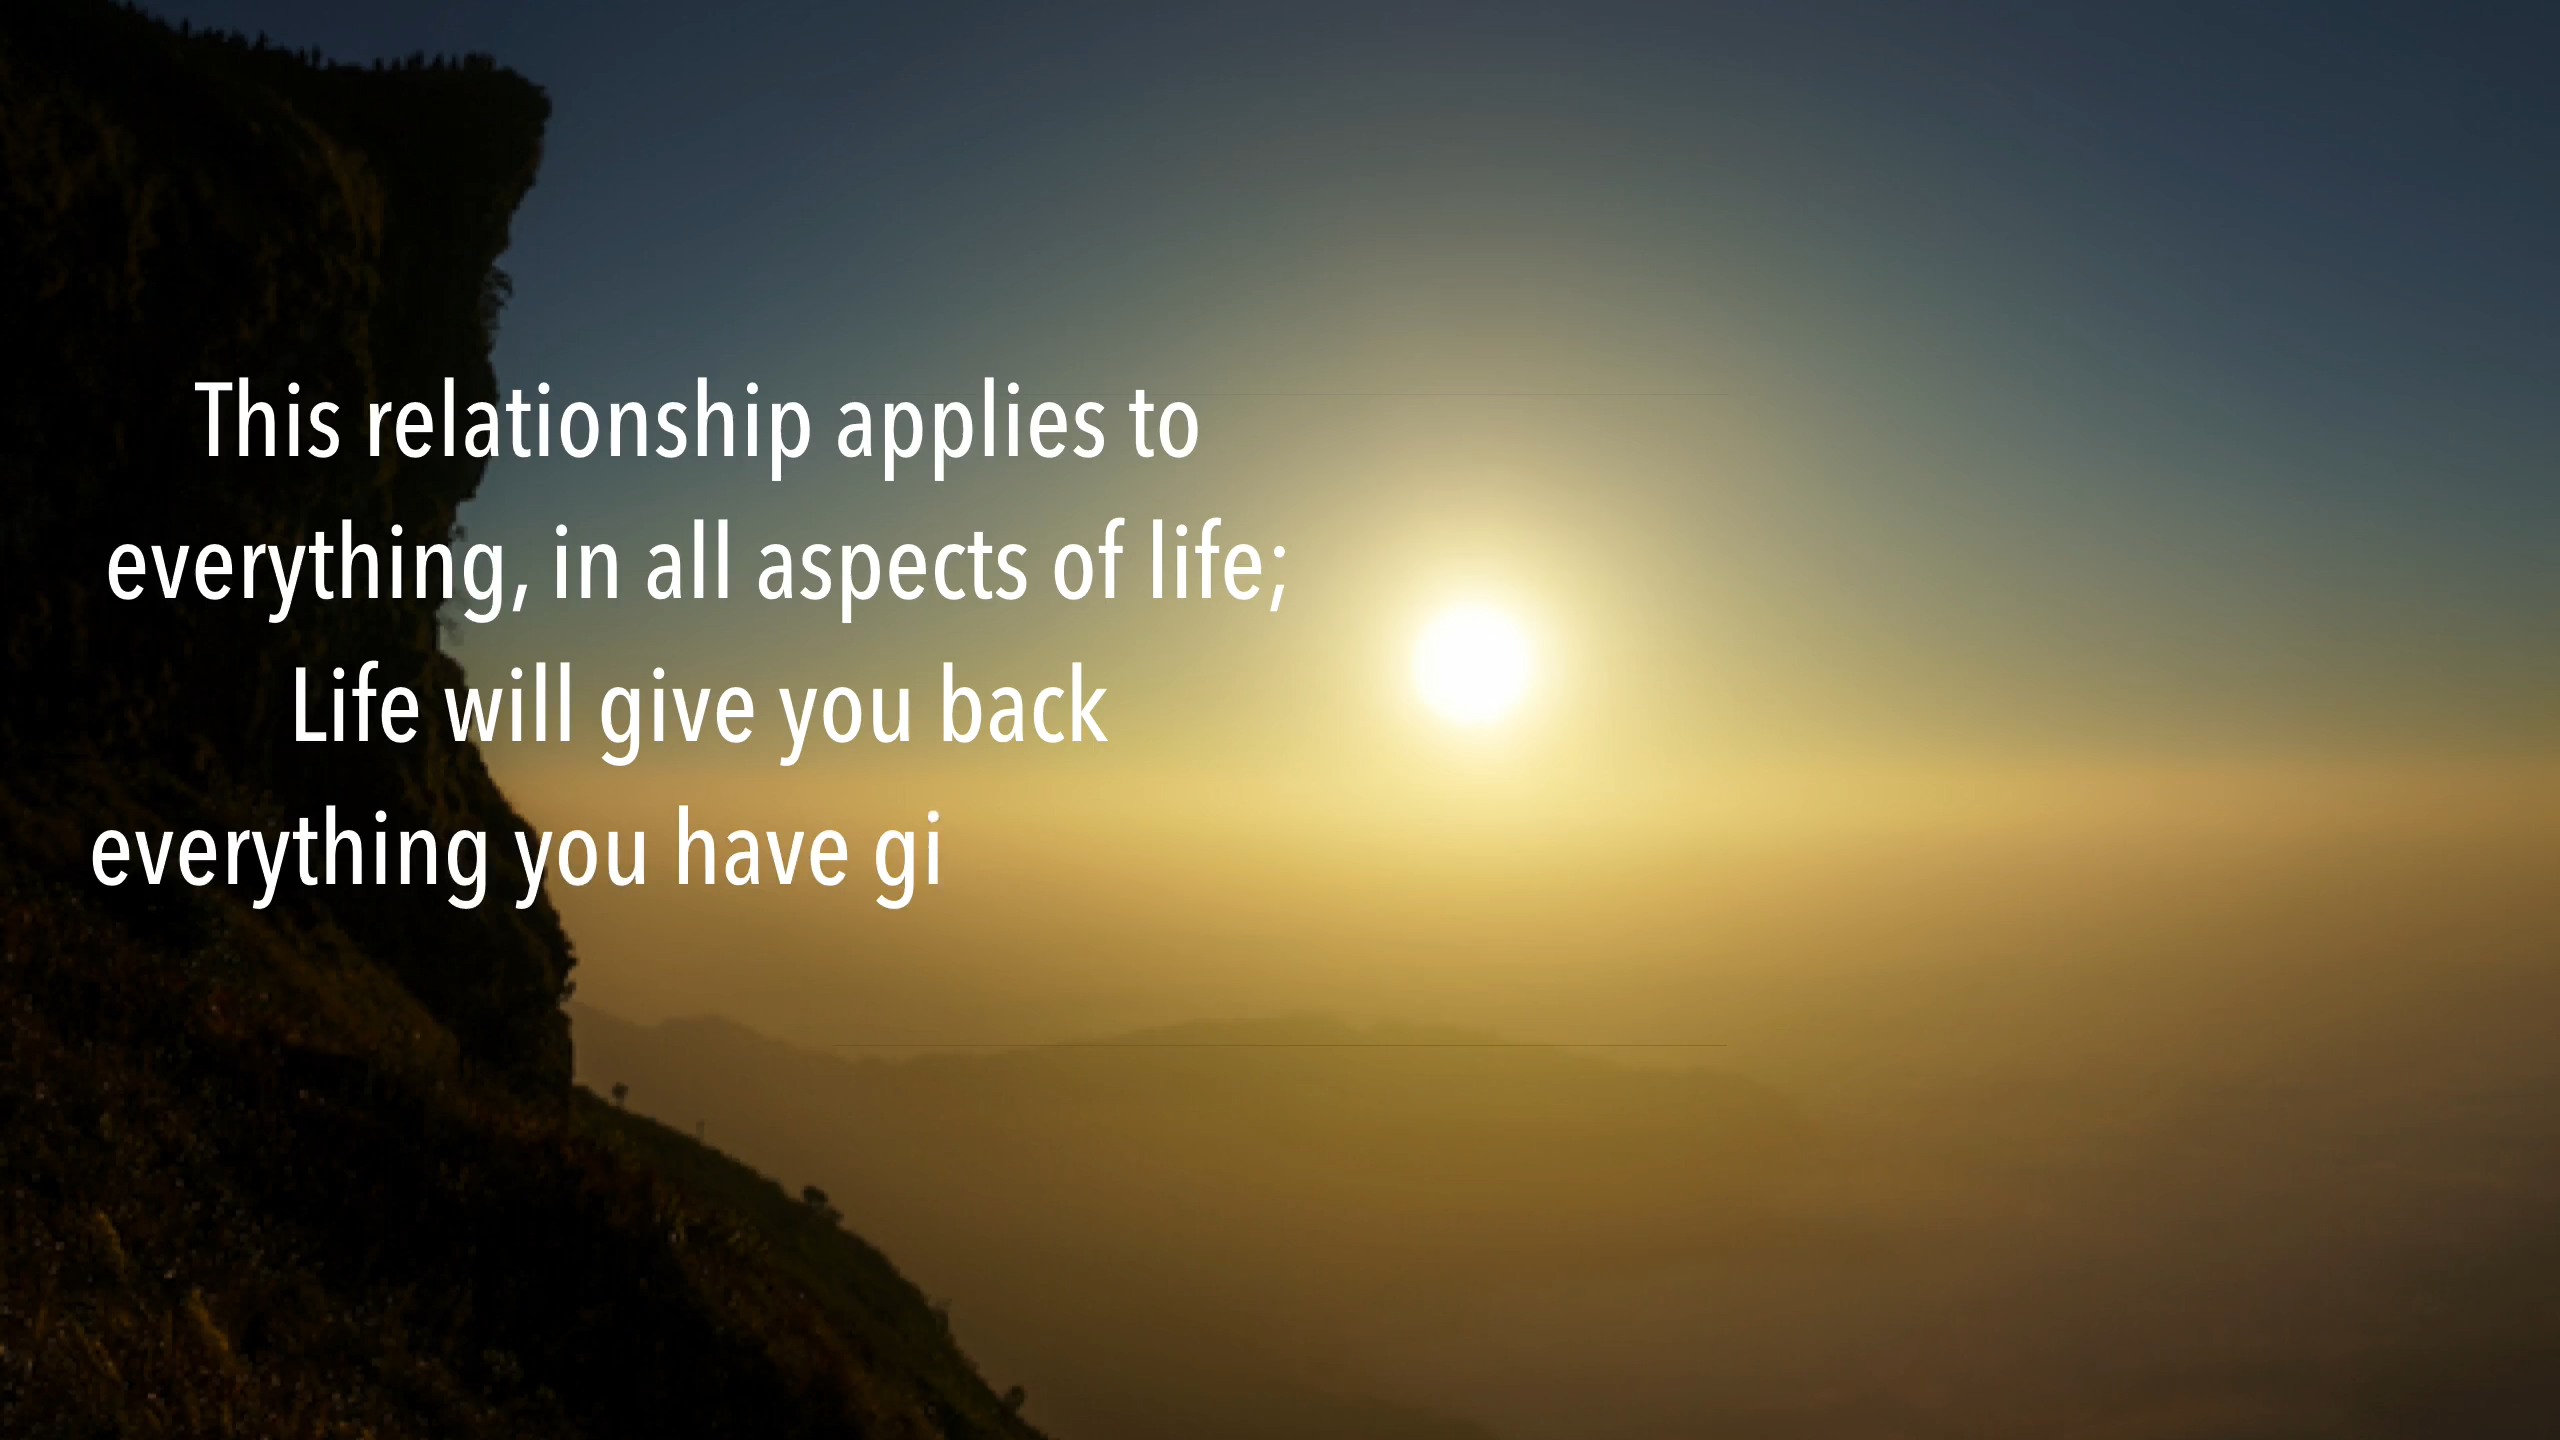 This relationship applies to
everything, in all aspects of life;
Life will give you back
everything you have gi